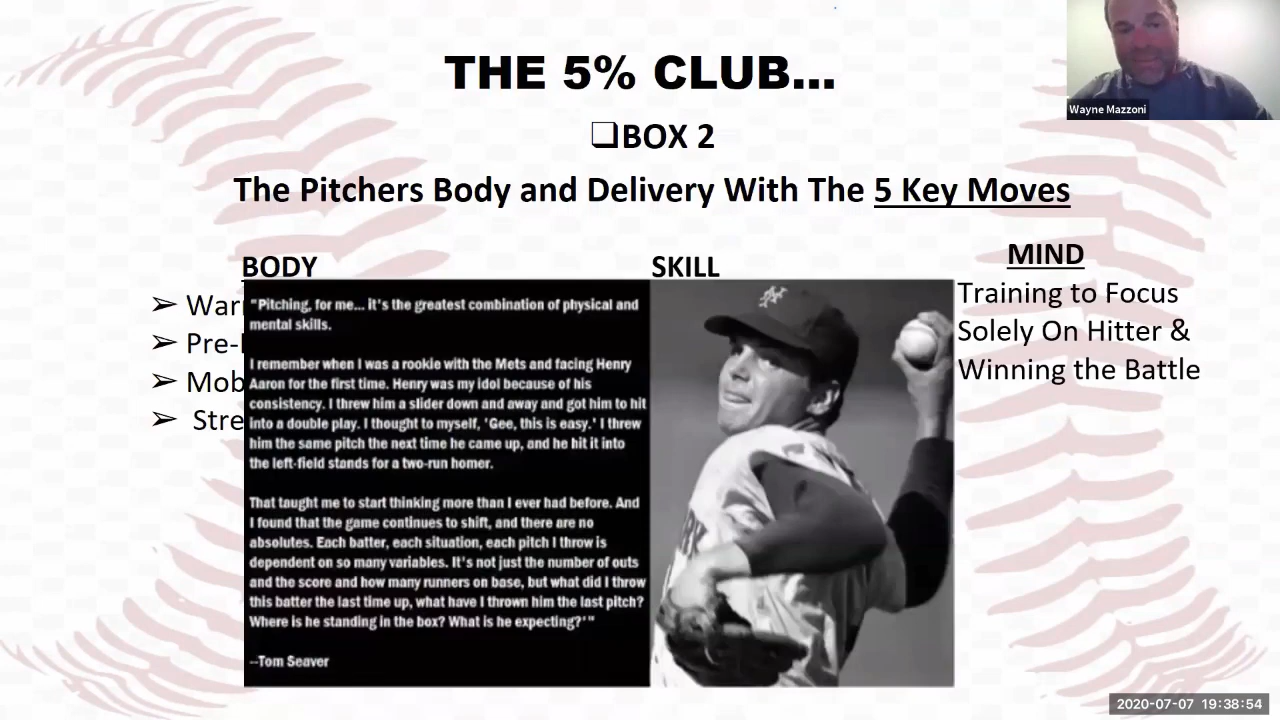 THE 5% CLUB...
Wayne Mazzoni
❑BOX 2
The Pitchers Body and Delivery With The 5 Key Moves
BODY
➢ War
➢ Pre-
➢ Mob
➢ Stre
SKILL
MIND
Training to Focus
Solely On Hitter &
Winning the Battle
"Pitching, for me... it's the greatest combination of physical and
mental skills.
I remember when I was a rookie with the Mets and facing Henry
Aaron for the first time. Henry was my idol because of his
consistency. I threw him a slider down and away and got him to hit
into a double play. I thought to myself, 'Gee, this is easy.' I threw
him the same pitch the next time he came up, and he hit it into
the left-field stands for a two-run homer.
That taught me to start thinking more than I ever had before. And
I found that the game continues to shift, and there are no
absolutes. Each batter, each situation, each pitch I throw is
dependent on so many variables. It's not just the number of outs
and the score and how many runners on base, but what did I throw
this batter the last time up, what have I thrown him the last pitch?
Where is he standing in the box? What is he expecting?'"
--Tom Seaver
NY
2020-07-07 19:38:54